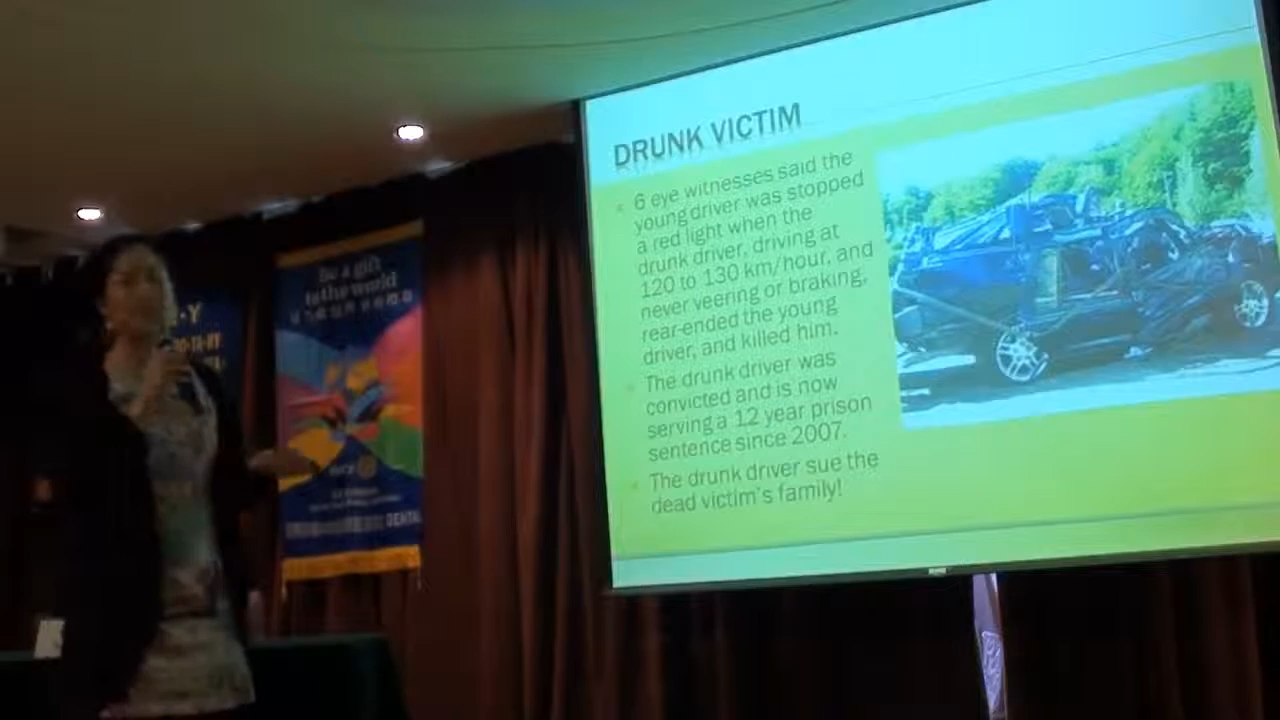 DRUNK VICTIM
6 eye witnesses said the
young driver was stopped
a red light when the
drunk driver, driving at
120 to 130 km/hour, and
never veering or braking,
rear-ended the young
driver, and killed him.
The drunk driver was
convicted and is now
serving a 12 year prison
sentence since 2007.
The drunk driver sue the
dead victim's family!
be a gift
to the world